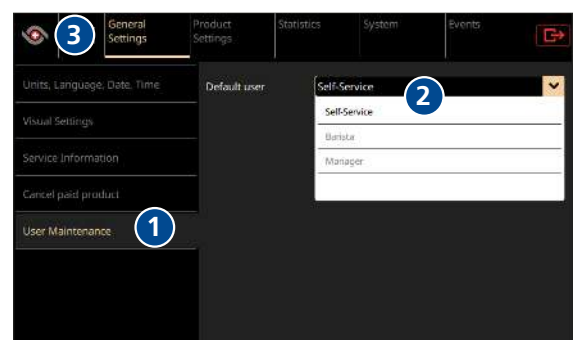 3
General
Settings
Product
Settings
Statistics
System
Events
Units, Language, Date, Time
Visual Settings
Service Information
Cancel paid product
User Maintenance
1
Default user
Self-Service
2
Self-Service
Barista
Manager